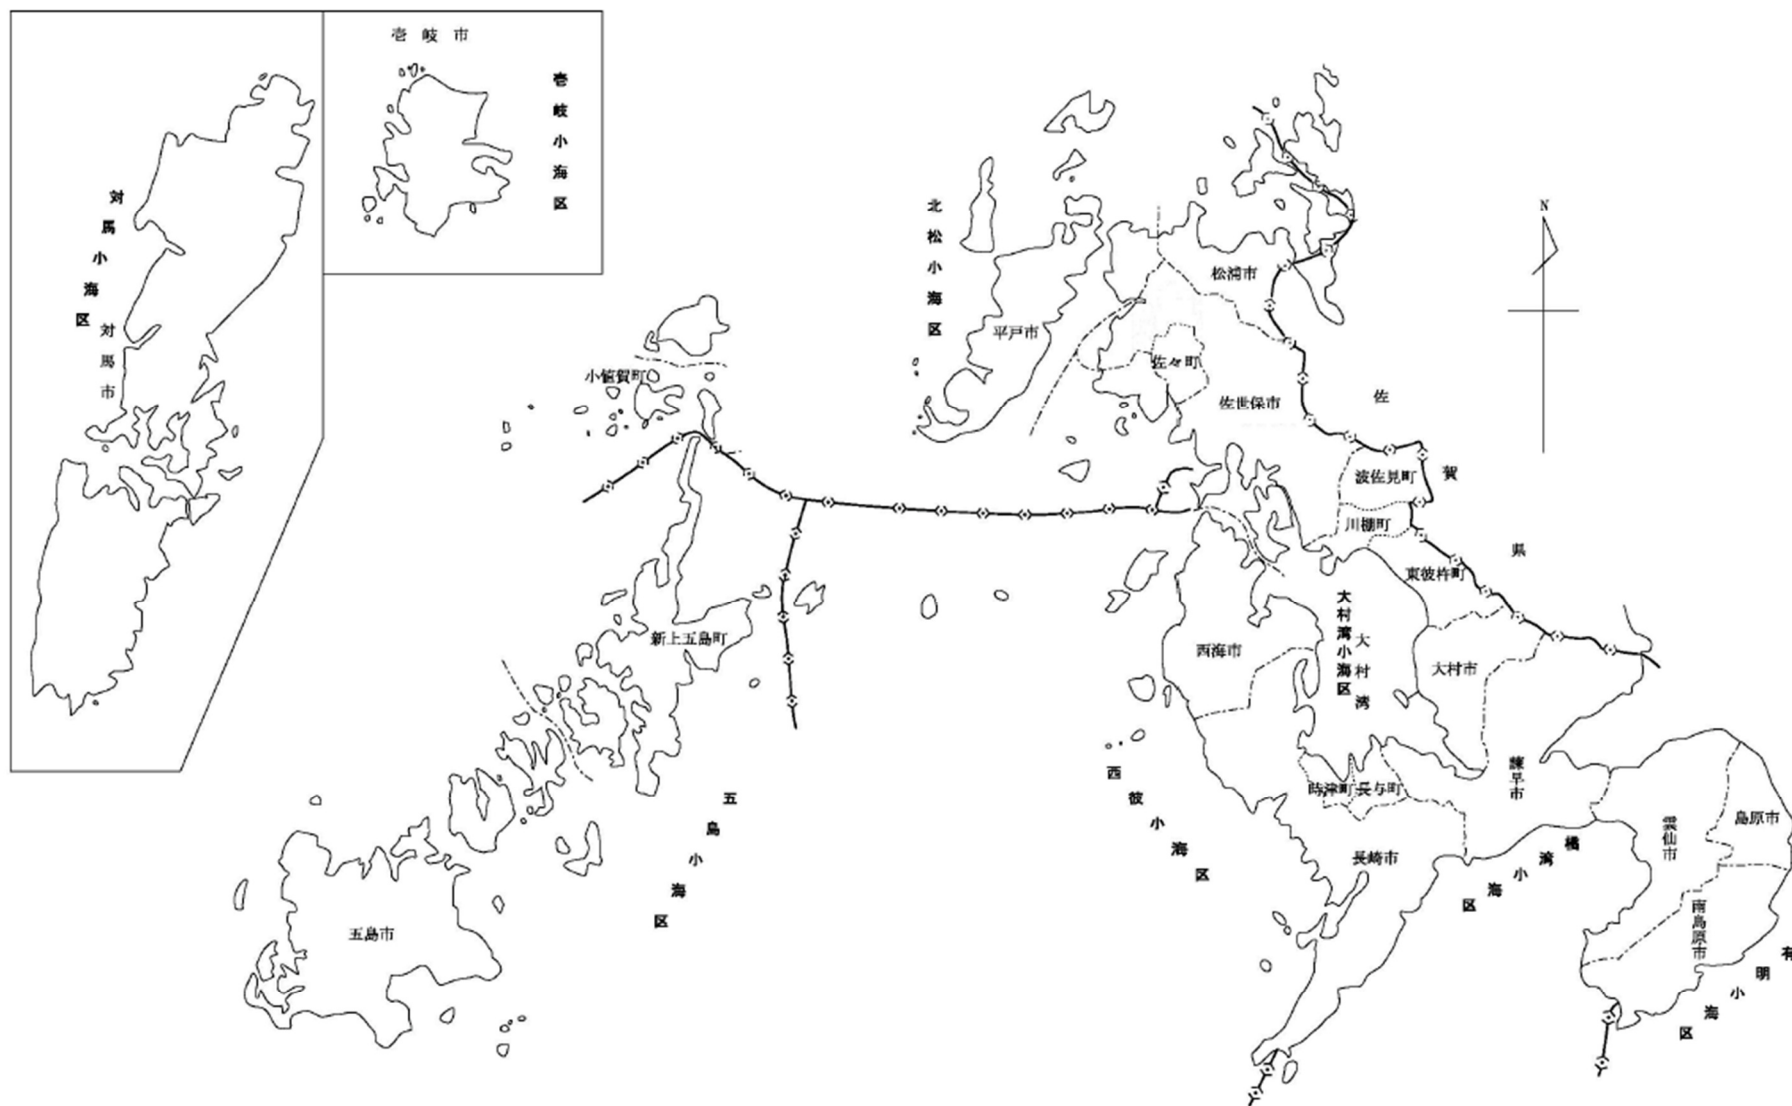 壱岐市
壱岐小海区
対馬小海区
対馬市
北松小海区
N
松浦市
平戸市
佐々町
小値賀町
佐世保市
佐賀県
波佐見町
川棚町
東彼杵町
大村湾小海区
大村湾
新上五島町
西海市
大村市
諫早市
西彼小海区
時津町
長与町
五島小海区
島原市
雲仙市
橘湾小海区
長崎市
南島原市
五島市
有明小海区